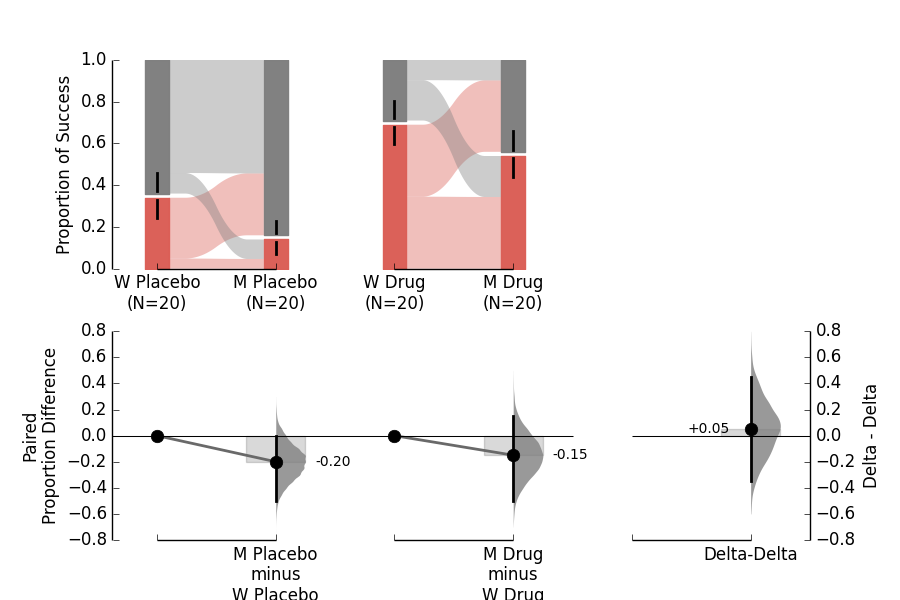 Proportion of Success
1.0
0.8
0.6
0.4
0.2
0.0
W Placebo
(N=20)
M Placebo
(N=20)
W Drug
(N=20)
M Drug
(N=20)
Paired
Proportion Difference
0.8
0.6
0.4
0.2
0.0
−0.2
−0.4
−0.6
−0.8
-0.20
-0.15
+0.05
M Placebo
minus
W Placebo
M Drug
minus
W Drug
Delta-Delta
0.8
0.6
0.4
0.2
0.0
−0.2
−0.4
−0.6
−0.8
Delta - Delta